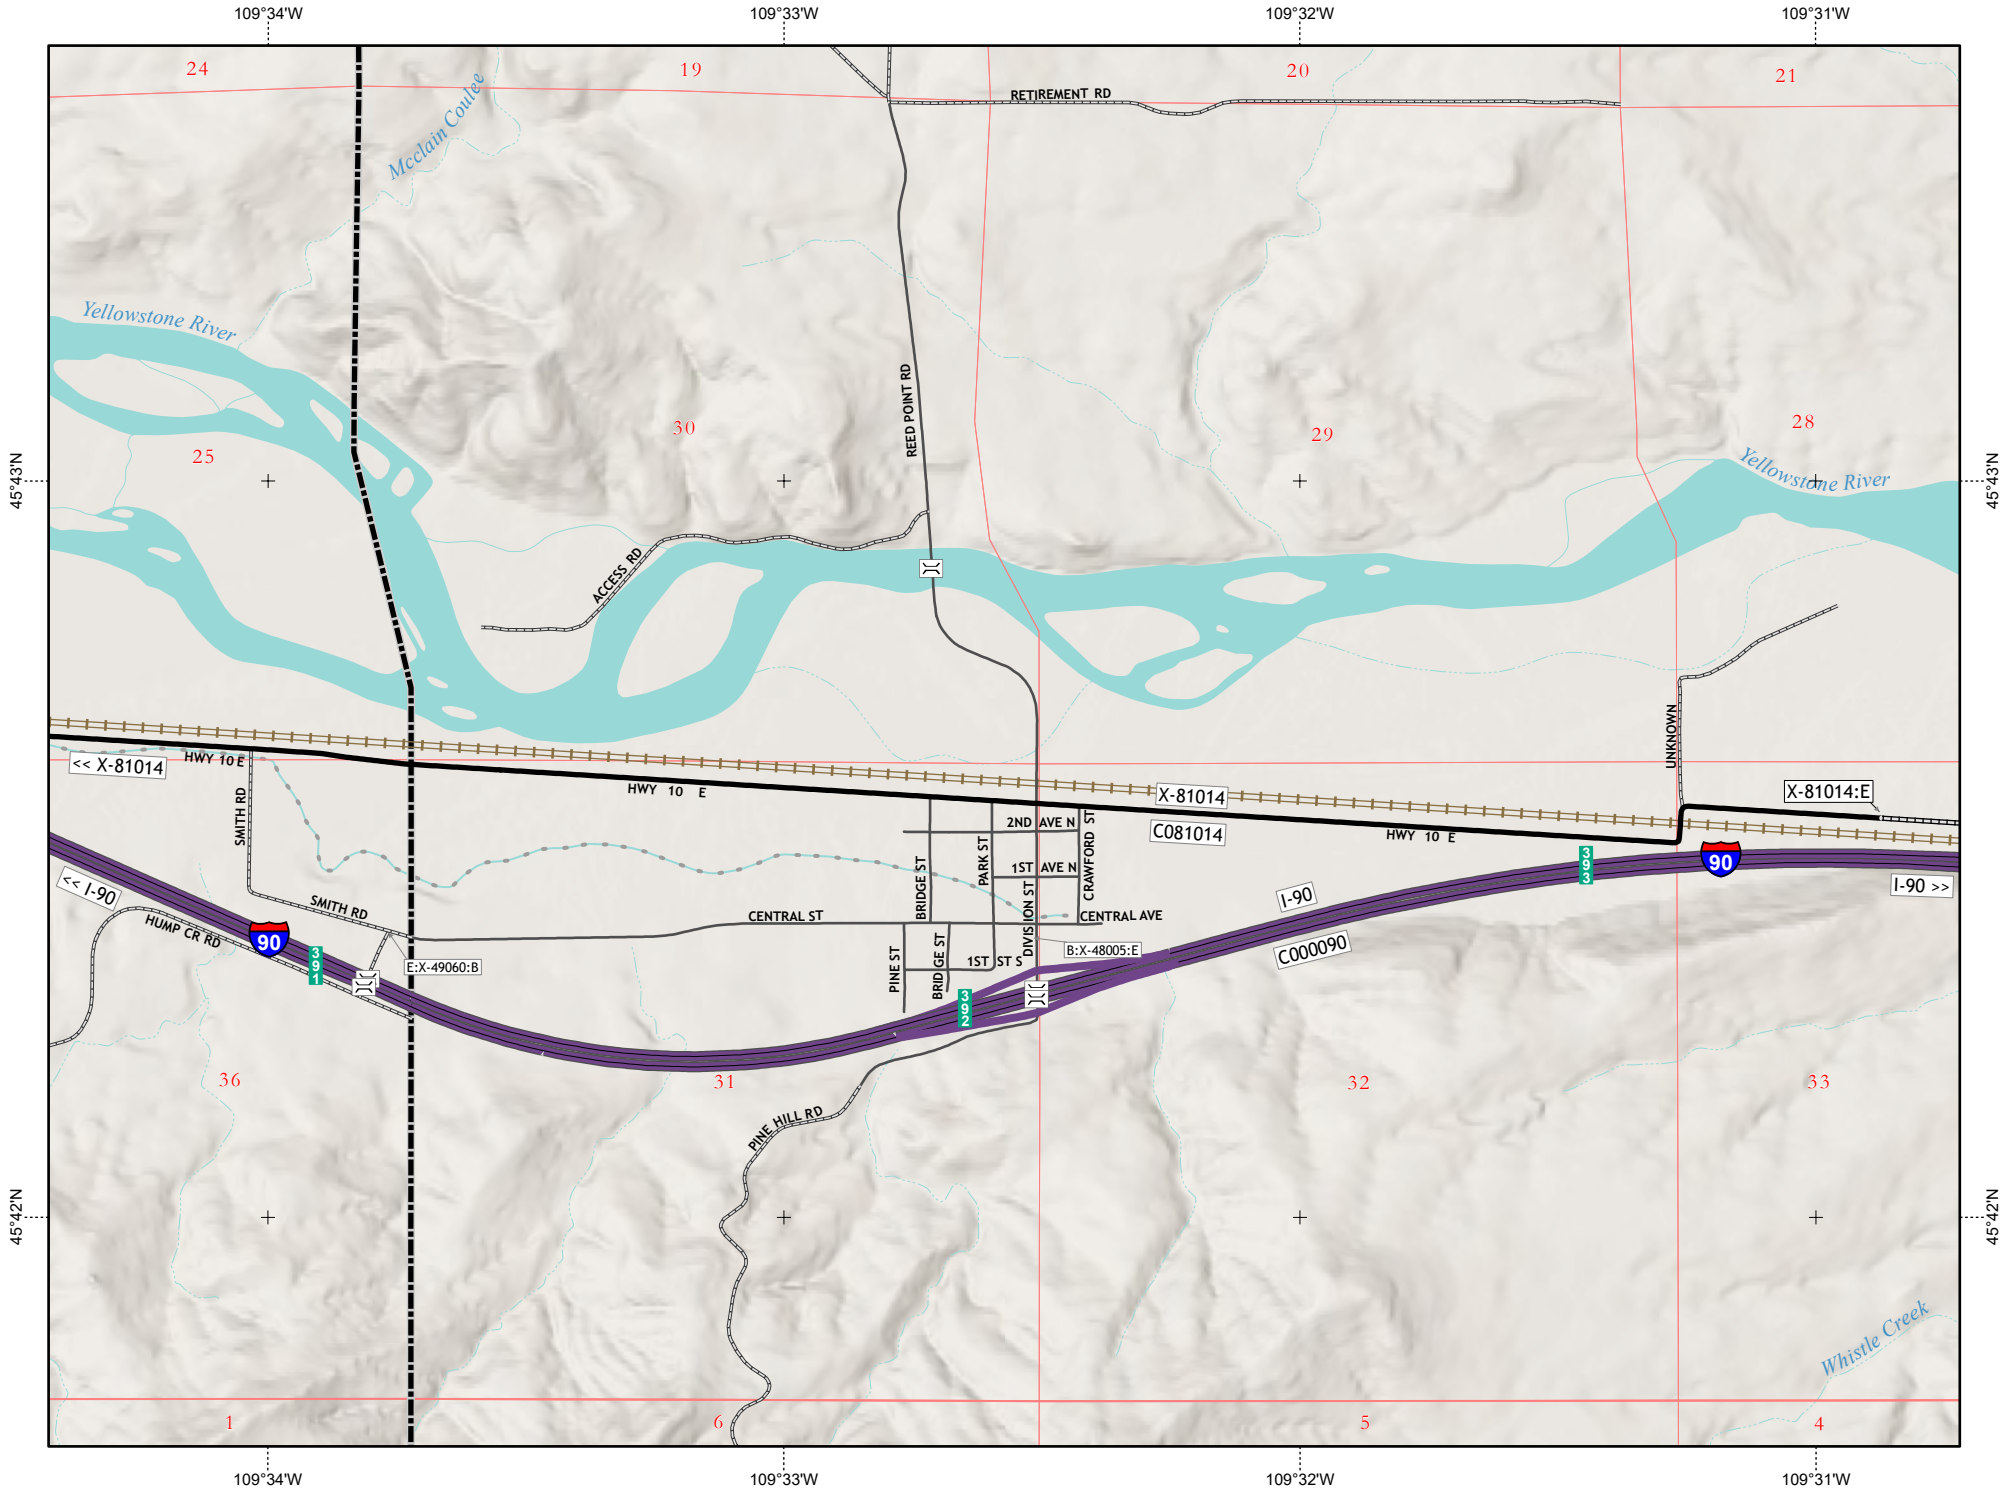 109°34'W
109°33'W
109°32'W
109°31'W
24
19
20
21
RETIREMENT RD
Mcclain Coulee
Yellowstone River
REED POINT RD
30
29
28
25
45°43'N
45°43'N
Yellowstone River
ACCESS RD
UNKNOWN
<< X-81014
HWY 10 E
HWY 10 E
X-81014
C081014
HWY 10 E
X-81014:E
SMITH RD
2ND AVE N
PARK ST
CRAWFORD ST
1ST AVE N
BRIDGE ST
DIVISION ST
393
90
I-90 >>
<< I-90
I-90
SMITH RD
HUMP CR RD
CENTRAL ST
CENTRAL AVE
90
391
E:X-49060:B
PINE ST
BRIDGE ST
1ST ST S
B:X-48005:E
C000090
392
36
31
32
33
PINE HILL RD
45°42'N
45°42'N
Whistle Creek
1
6
5
4
109°34'W
109°33'W
109°32'W
109°31'W